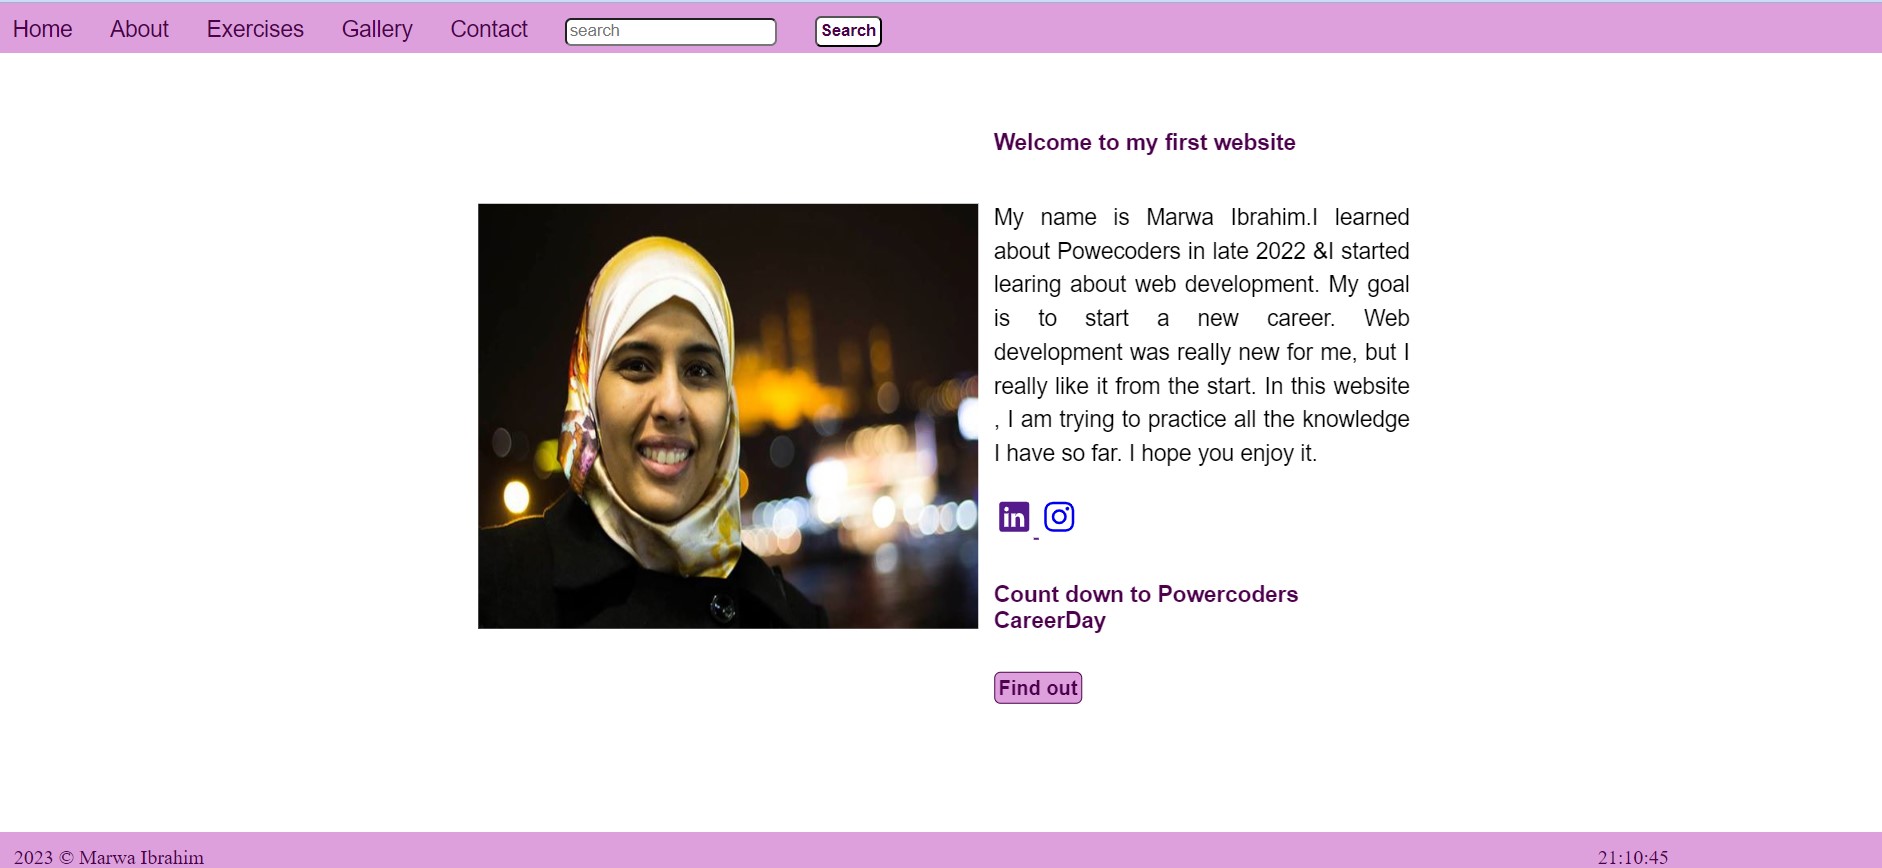 Home About Exercises Gallery Contact search Search
Welcome to my first website
My name is Marwa Ibrahim.I learned
about Powecoders in late 2022 &I started
learing about web development. My goal
is to start a new career. Web
development was really new for me, but I
really like it from the start. In this website
, I am trying to practice all the knowledge
I have so far. I hope you enjoy it.
in
Count down to Powercoders
CareerDay
Find out
2023 © Marwa Ibrahim 21:10:45